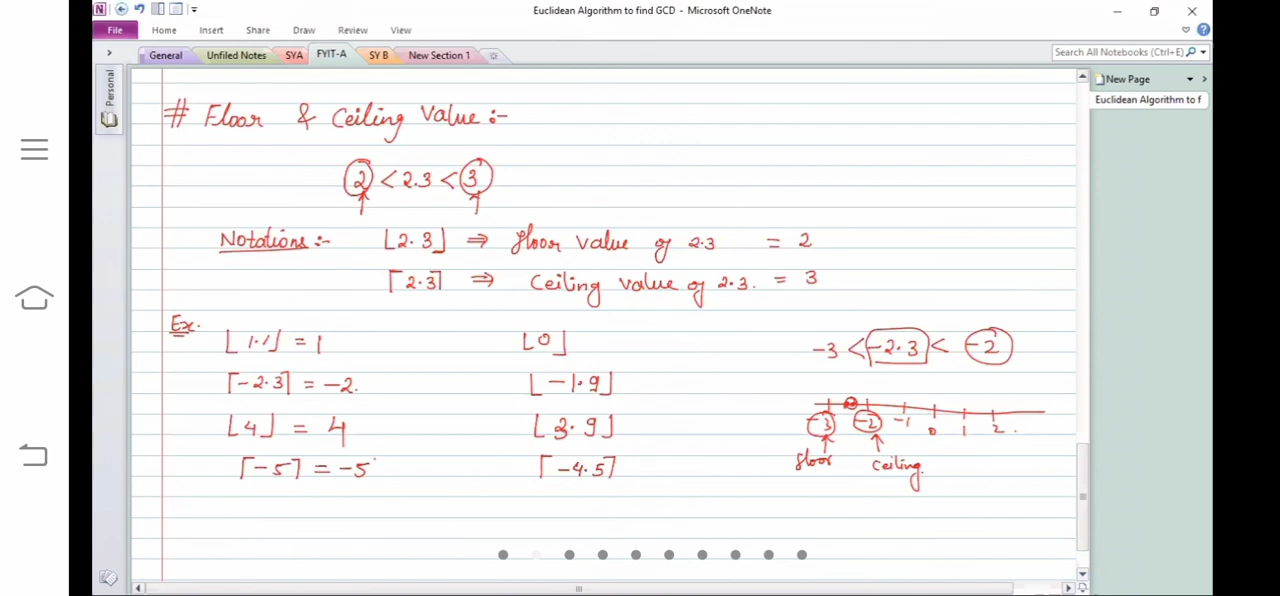 Euclidean Algorithm to find GCD - Microsoft OneNote
File Home Insert Share Draw Review View
General Unfiled Notes SYA FYIT-A SY B New Section 1
Search All Notebooks (Ctrl+E)
Personal
New Page
Euclidean Algorithm to f
# Floor & Ceiling Value :-
2 < 2.3 < 3
Notations :- ⌊2.3⌋ ⇒ floor value of 2.3 = 2
⌈2.3⌉ ⇒ Ceiling value of 2.3. = 3
Ex.
⌊1.1⌋ = 1 ⌊0⌋ -3 < -2.3 < -2
⌈-2.3⌉ = -2. ⌊-1.9⌋
⌊4⌋ = 4 ⌊3.9⌋ -3 -2 -1 0 1 2.
⌈-5⌉ = -5 ⌈-4.5⌉ floor ceiling.